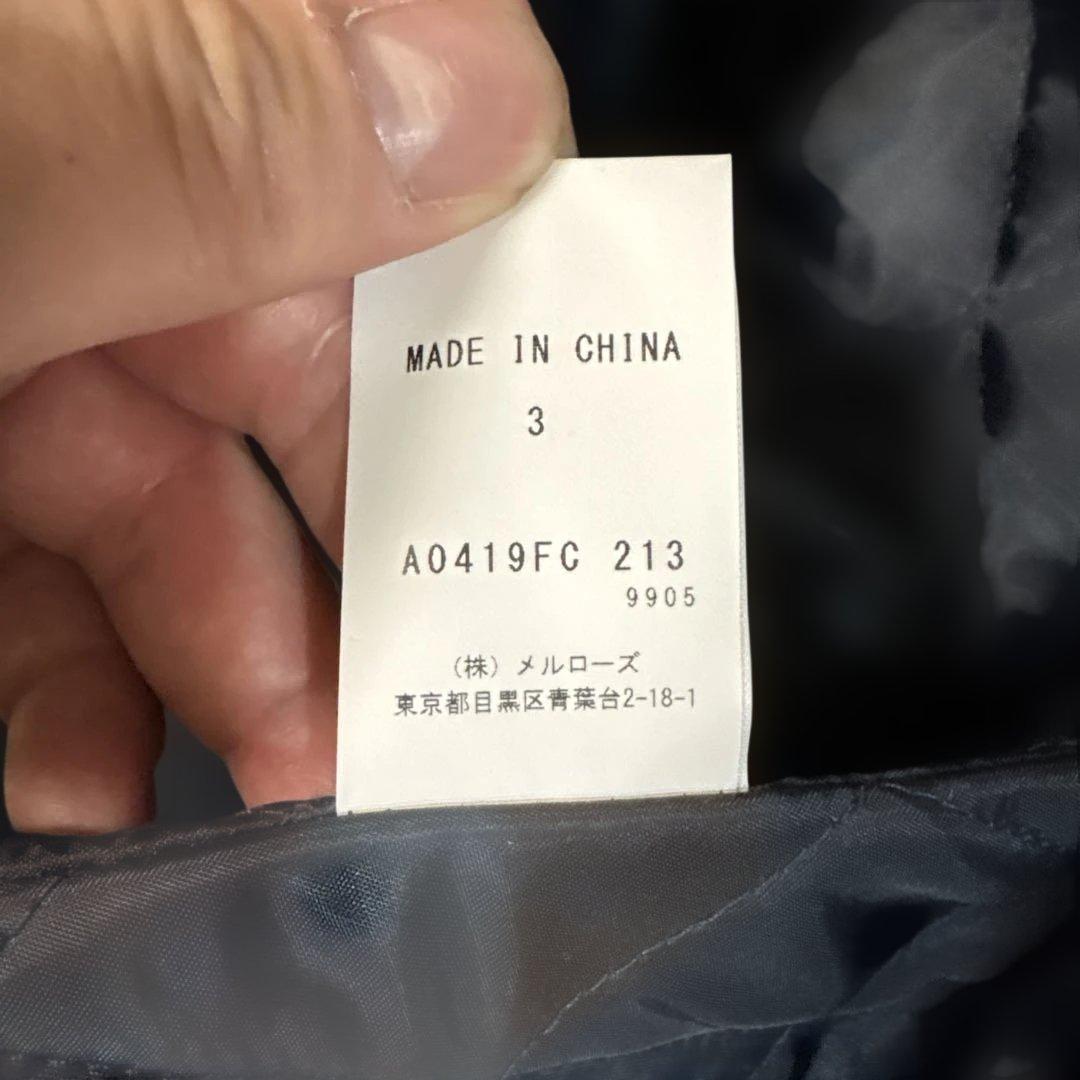 MADE IN CHINA
3
A0419FC 213
9905
（株）メルローズ
東京都目黒区青葉台2-18-1